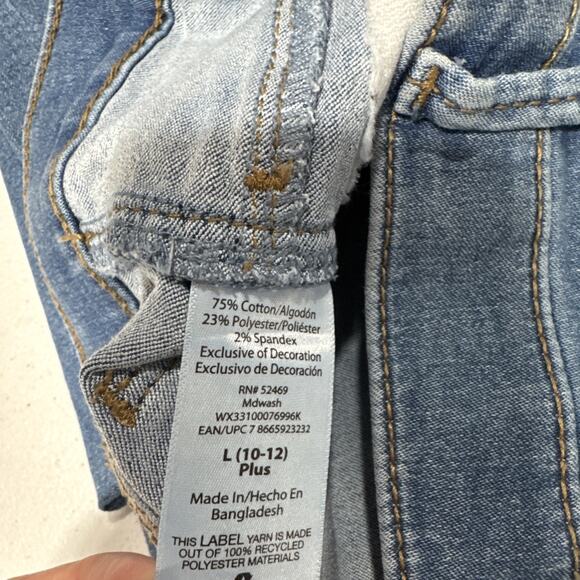 75% Cotton/Algodón
23% Polyester/Poliéster
2% Spandex
Exclusive of Decoration
Exclusivo de Decoración
RN# 52469
Mdwash
WX33100076996K
EAN/UPC 7 8665923232
L (10-12)
Plus
Made in/Hecho En
Bangladesh
THIS LABEL YARN IS MADE
OUT OF 100% RECYCLED
POLYESTER MATERIALS